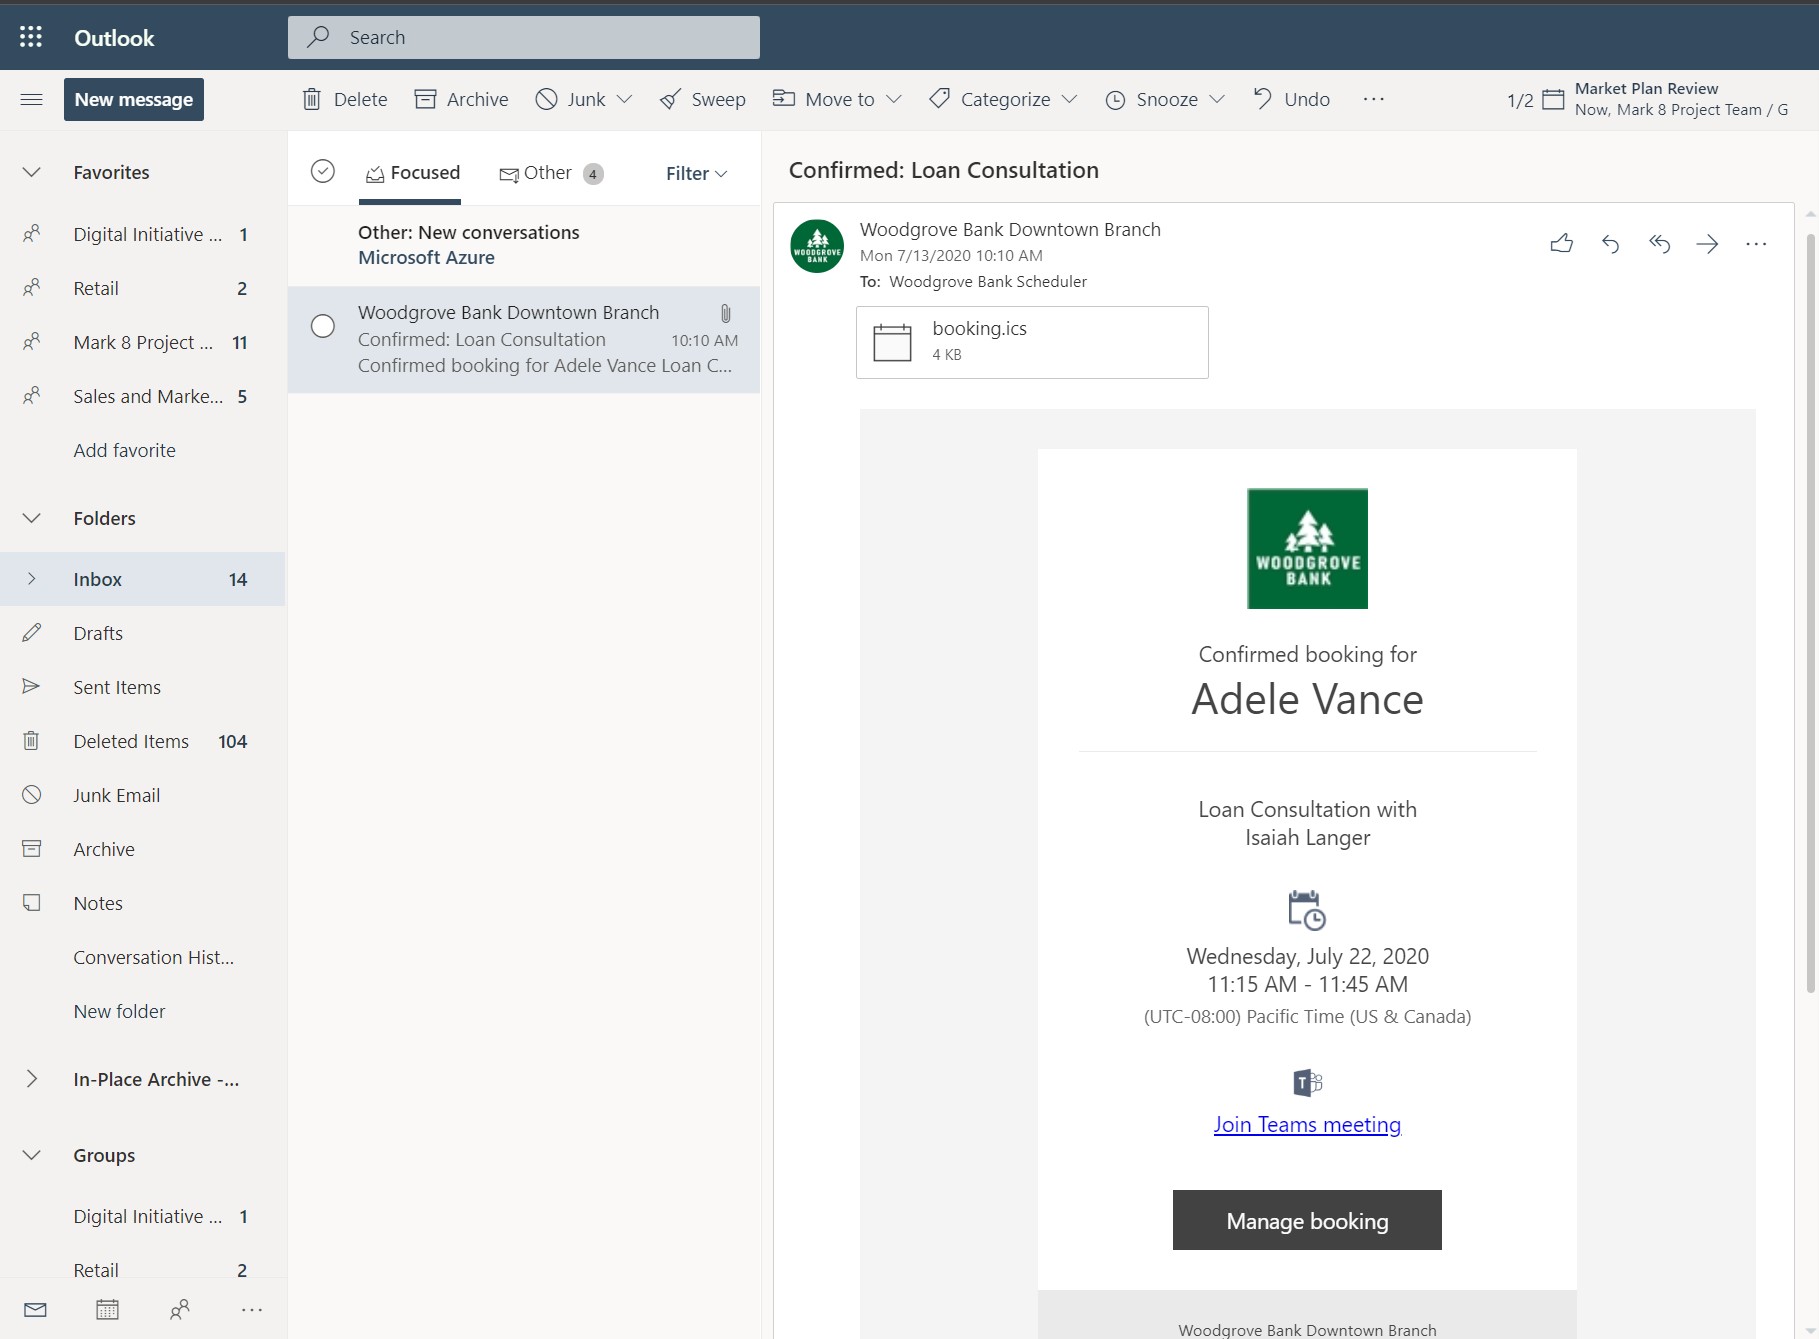 Outlook
Search
New message
Delete
Archive
Junk
Sweep
Move to
Categorize
Snooze
Undo
1/2
Market Plan Review
Now, Mark 8 Project Team / G
Favorites
Digital Initiative ... 1
Retail 2
Mark 8 Project ... 11
Sales and Marke... 5
Add favorite
Folders
Inbox 14
Drafts
Sent Items
Deleted Items 104
Junk Email
Archive
Notes
Conversation Hist...
New folder
In-Place Archive -...
Groups
Digital Initiative ... 1
Retail 2
Focused
Other 4
Filter
Other: New conversations
Microsoft Azure
Woodgrove Bank Downtown Branch
Confirmed: Loan Consultation 10:10 AM
Confirmed booking for Adele Vance Loan C...
Confirmed: Loan Consultation
WOODGROVE
BANK
Woodgrove Bank Downtown Branch
Mon 7/13/2020 10:10 AM
To: Woodgrove Bank Scheduler
booking.ics
4 KB
WOODGROVE
BANK
Confirmed booking for
Adele Vance
Loan Consultation with
Isaiah Langer
Wednesday, July 22, 2020
11:15 AM - 11:45 AM
(UTC-08:00) Pacific Time (US & Canada)
T
Join Teams meeting
Manage booking
Woodgrove Bank Downtown Branch